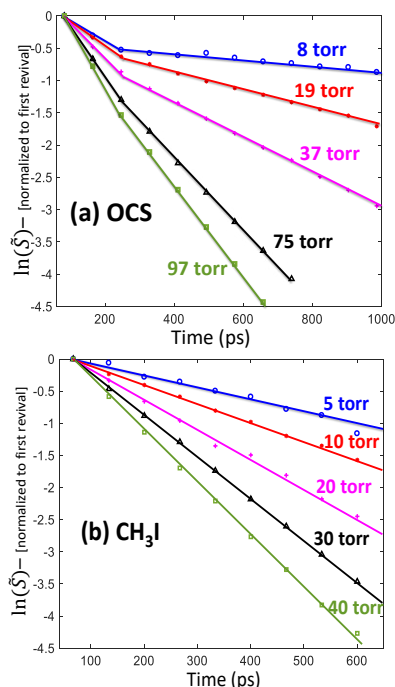 0
-0.5
-1
-1.5
-2
-2.5
-3
-3.5
-4
-4.5
ln(S̃)– [normalized to first revival]
8 torr
19 torr
37 torr
75 torr
97 torr
(a) OCS
200 400 600 800 1000
Time (ps)
0
-0.5
-1
-1.5
-2
-2.5
-3
-3.5
-4
-4.5
ln(S̃)– [normalized to first revival]
5 torr
10 torr
20 torr
30 torr
40 torr
(b) CH₃I
100 200 300 400 500 600
Time (ps)